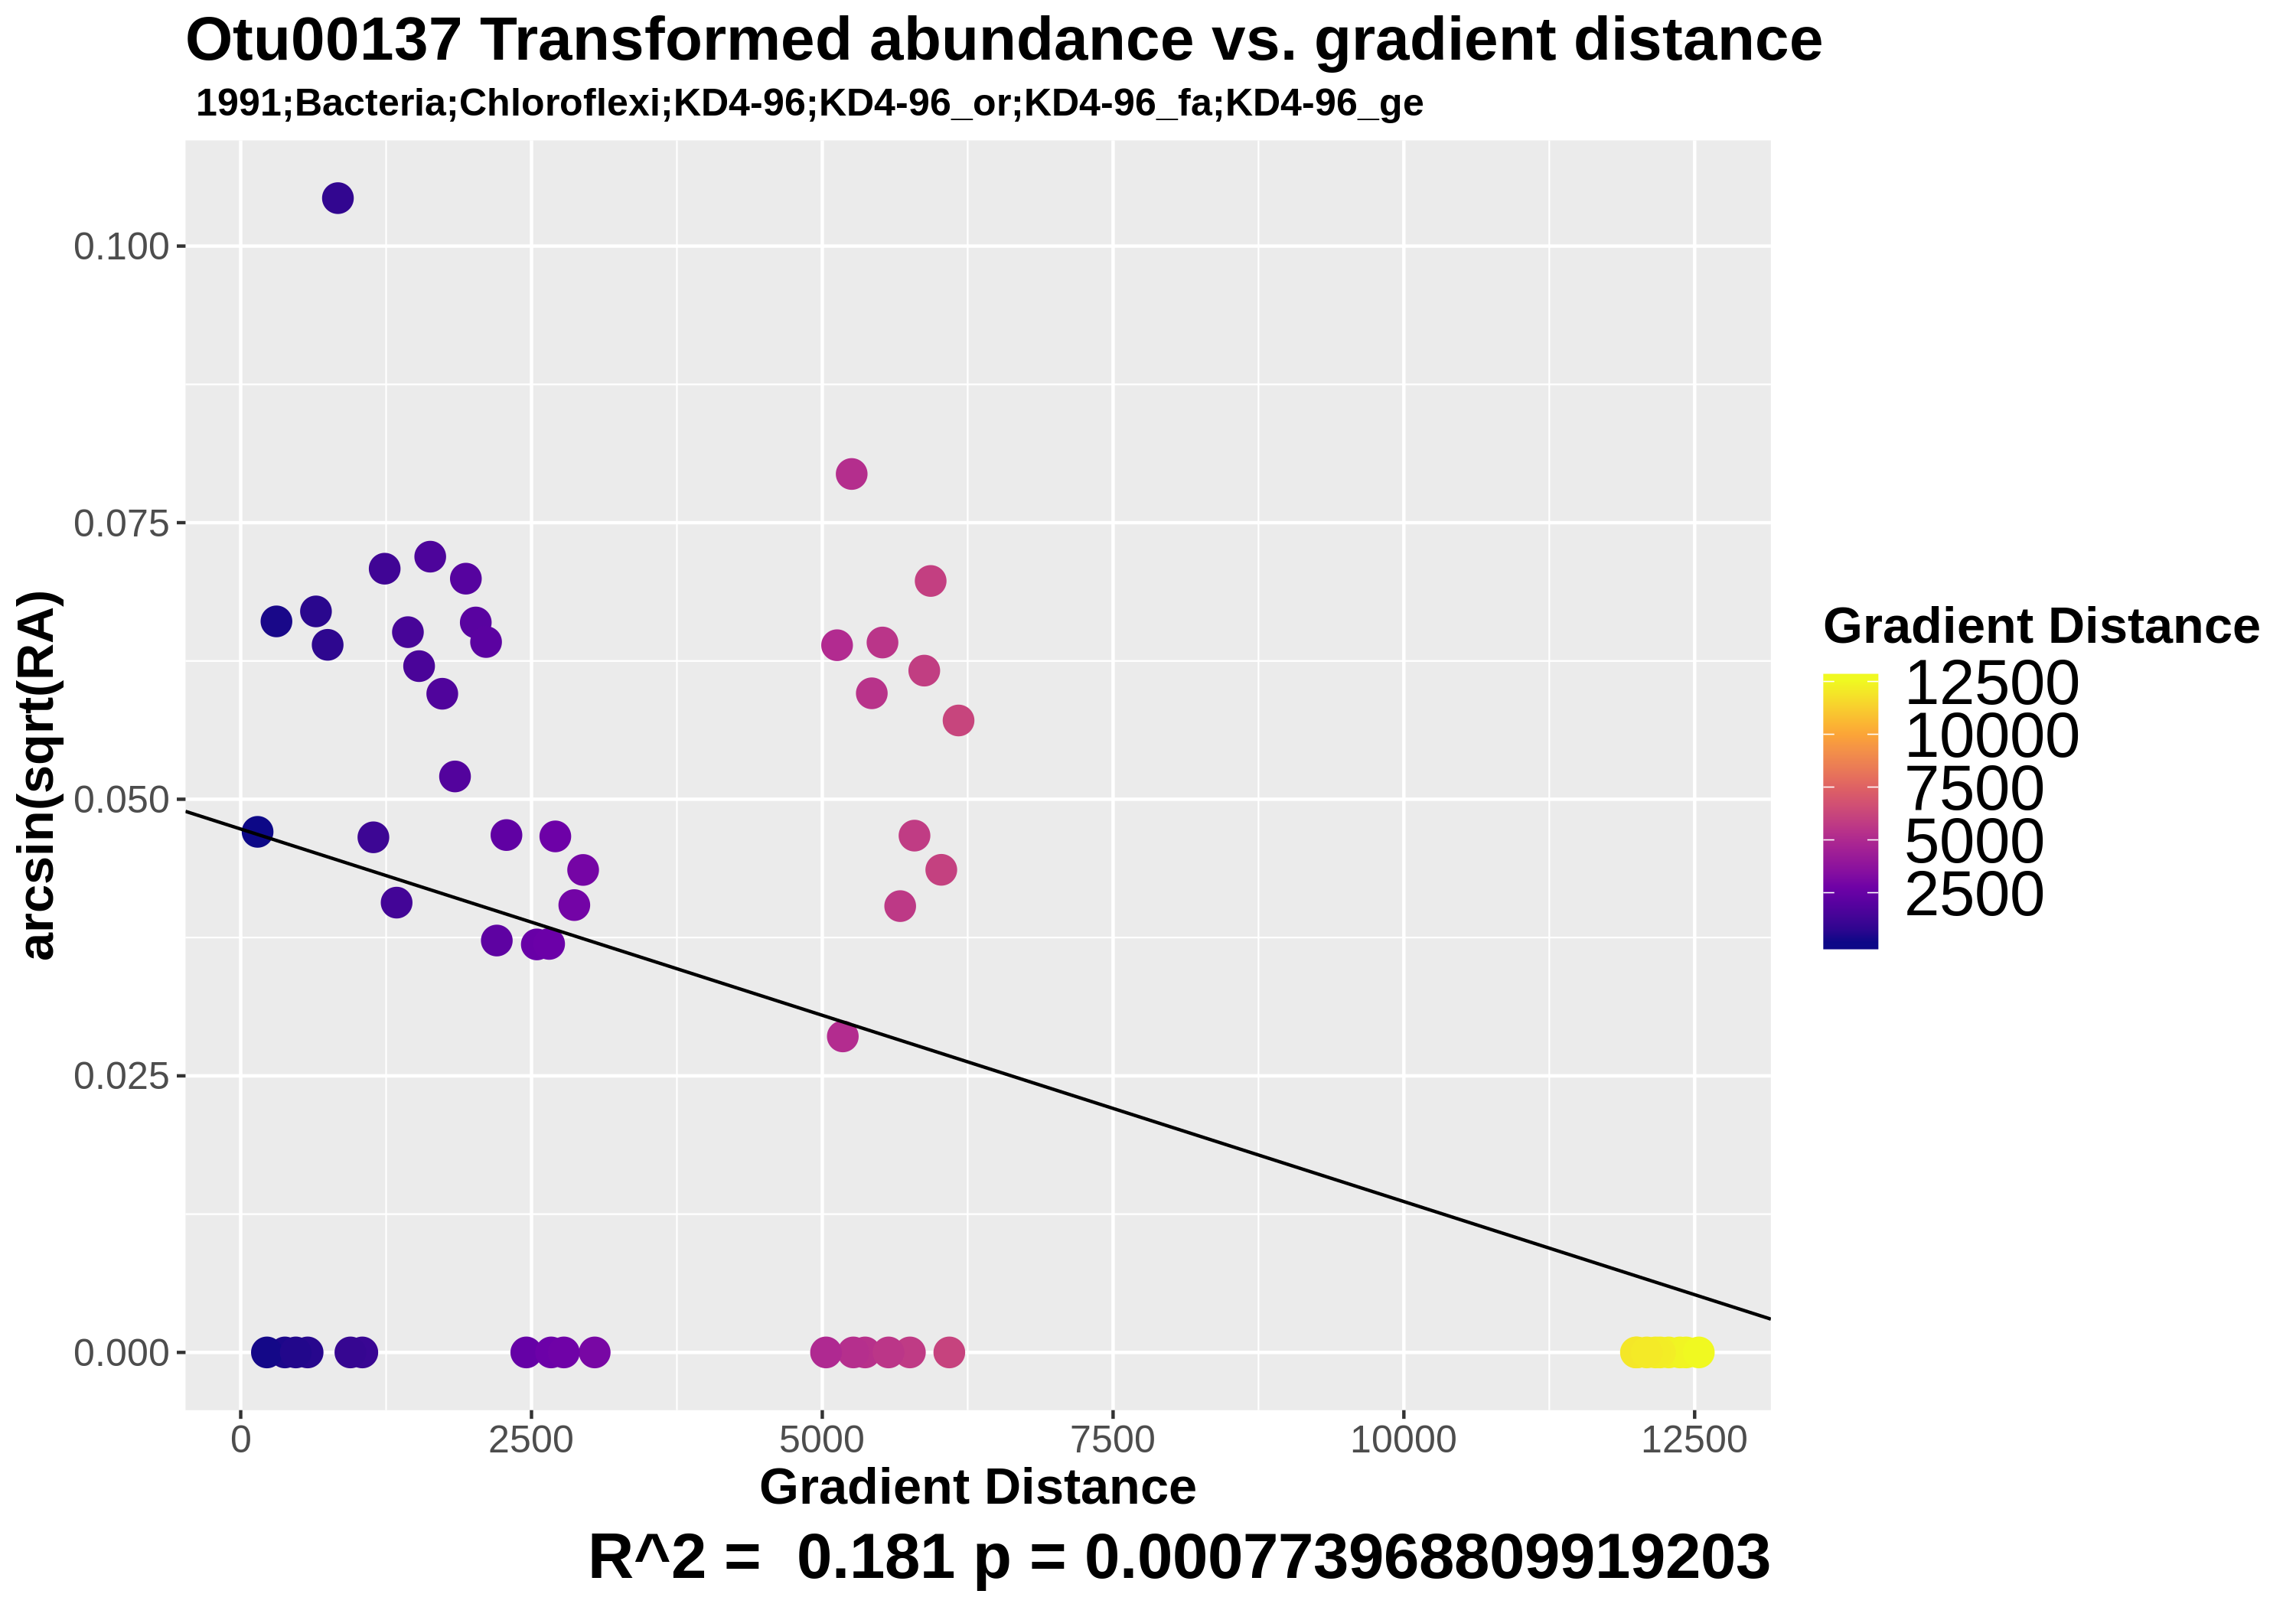 Otu00137 Transformed abundance vs. gradient distance
1991;Bacteria;Chloroflexi;KD4-96;KD4-96_or;KD4-96_fa;KD4-96_ge
arcsin(sqrt(RA)
0.100
0.075
0.050
0.025
0.000
0
2500
5000
7500
10000
12500
Gradient Distance
Gradient Distance
12500
10000
7500
5000
2500
R^2 =  0.181 p = 0.000773968809919203